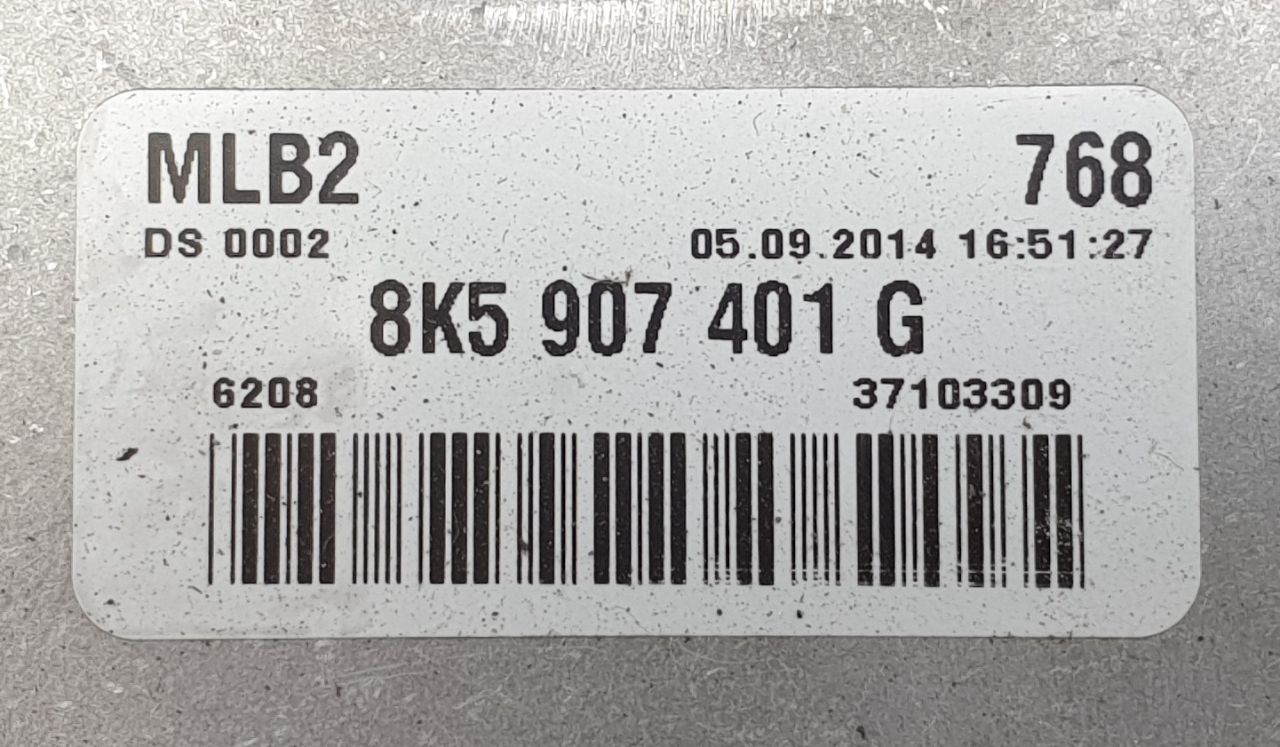 MLB2 768
DS 0002 05.09.2014 16:51:27
8K5 907 401 G
6208 37103309